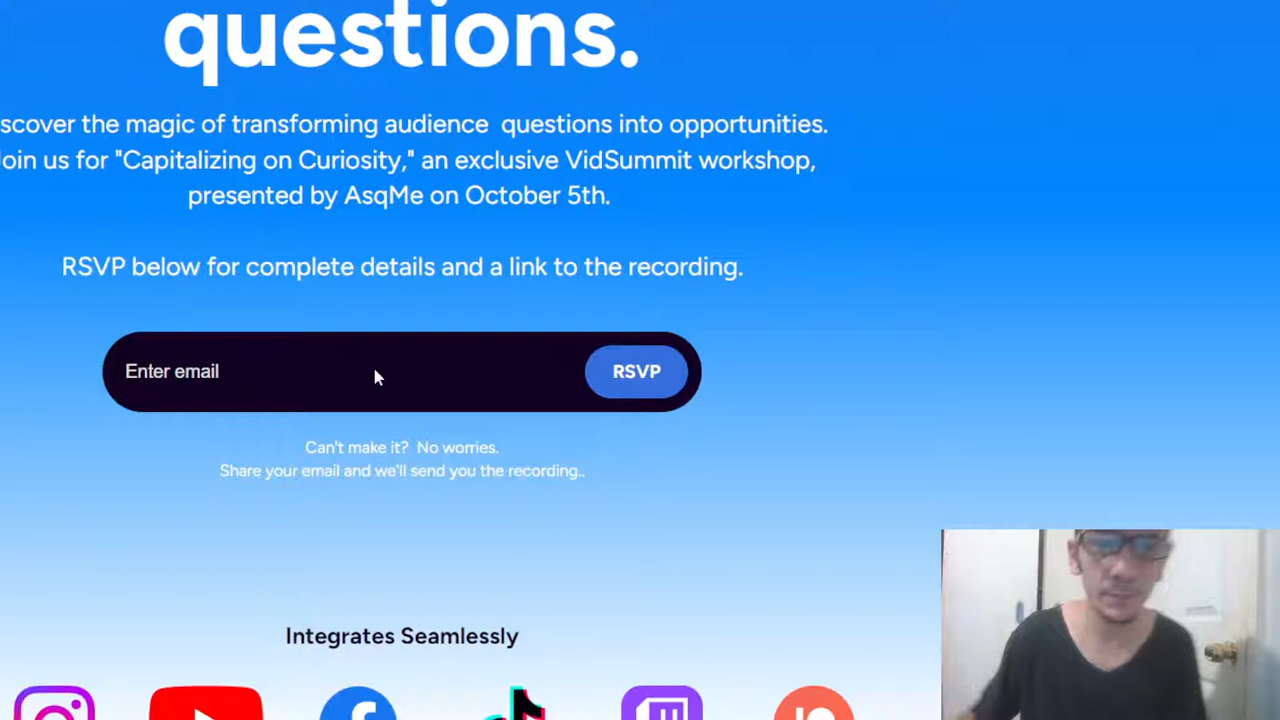 questions.
scover the magic of transforming audience questions into opportunities.
Join us for "Capitalizing on Curiosity," an exclusive VidSummit workshop,
presented by AsqMe on October 5th.
RSVP below for complete details and a link to the recording.
Enter email
RSVP
Can't make it? No worries.
Share your email and we'll send you the recording..
Integrates Seamlessly